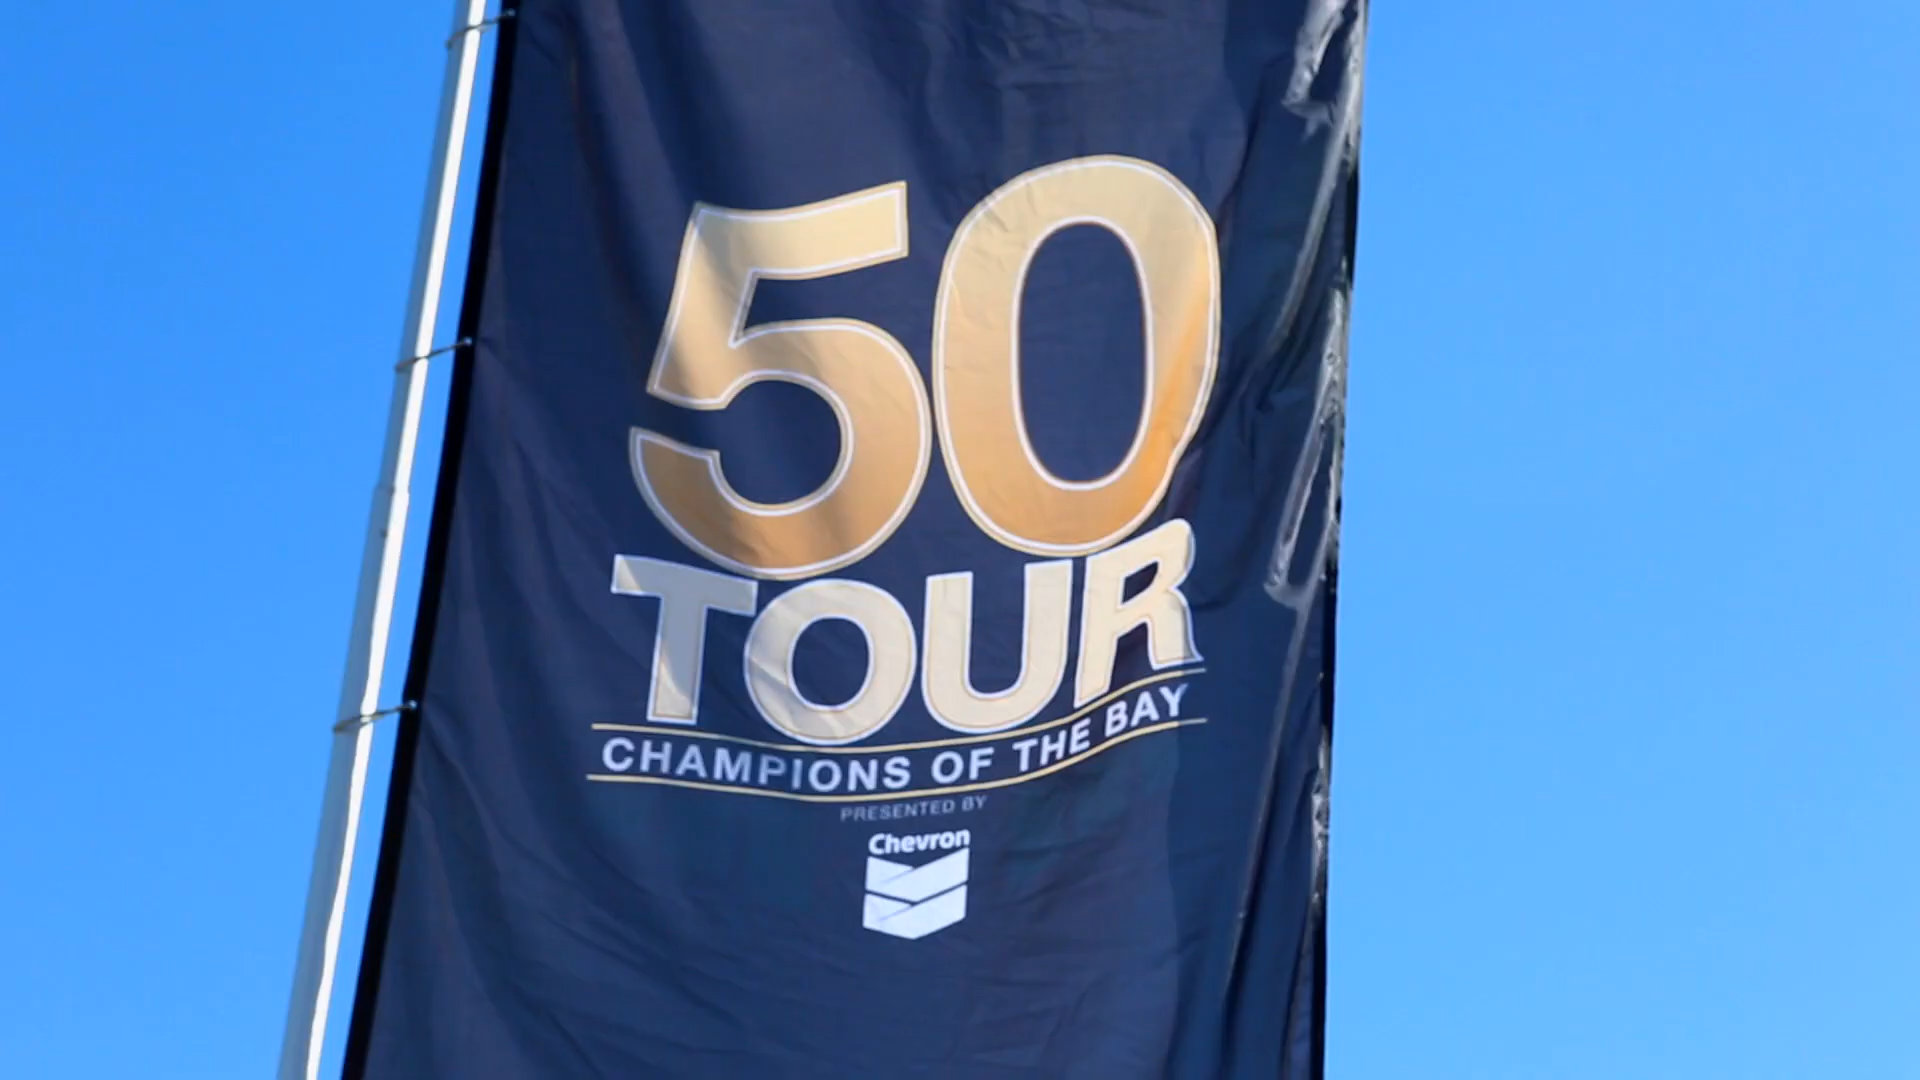 50
TOUR
CHAMPIONS OF THE BAY
PRESENTED BY
Chevron